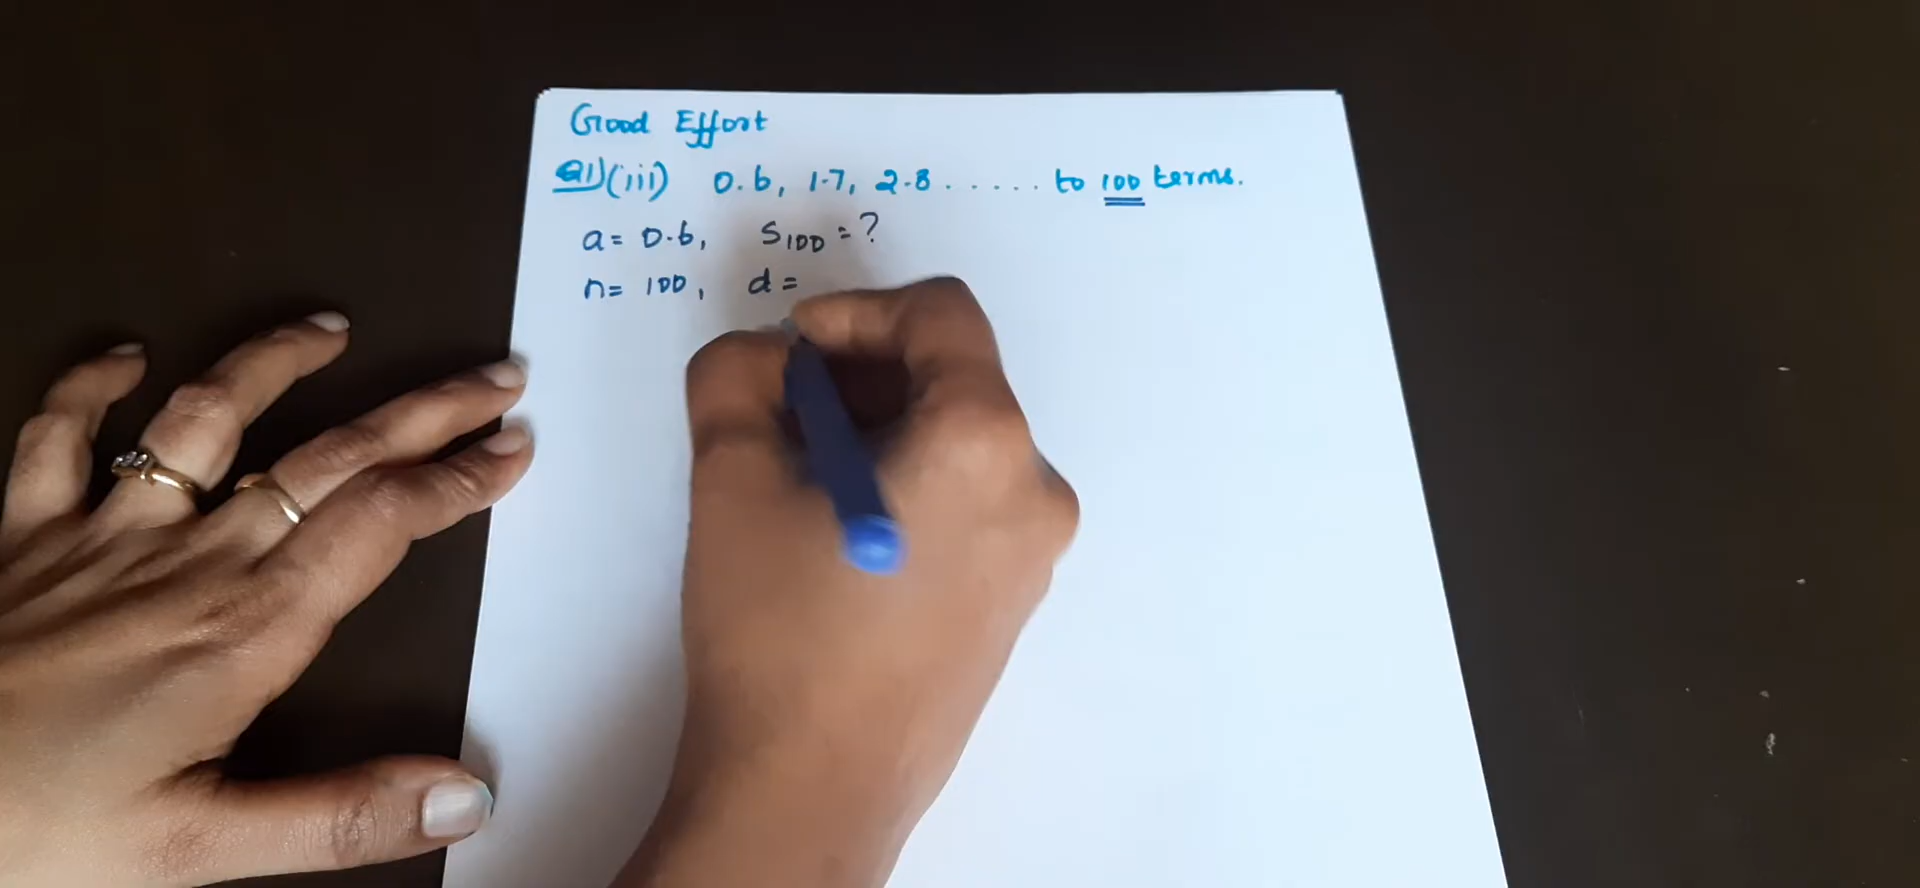 Good Effort
Q1)(iii) 0.6, 1.7, 2.8 . . . . . . to 100 terms.
a = 0.6, S100 = ?
n = 100, d =